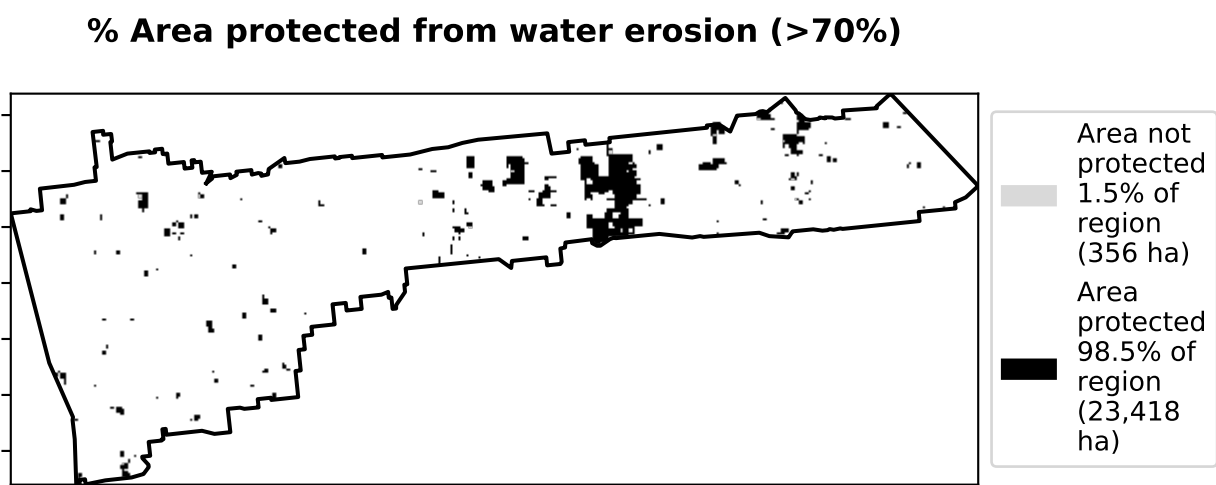 % Area protected from water erosion (>70%)
Area not
protected
1.5% of
region
(356 ha)
Area
protected
98.5% of
region
(23,418
ha)